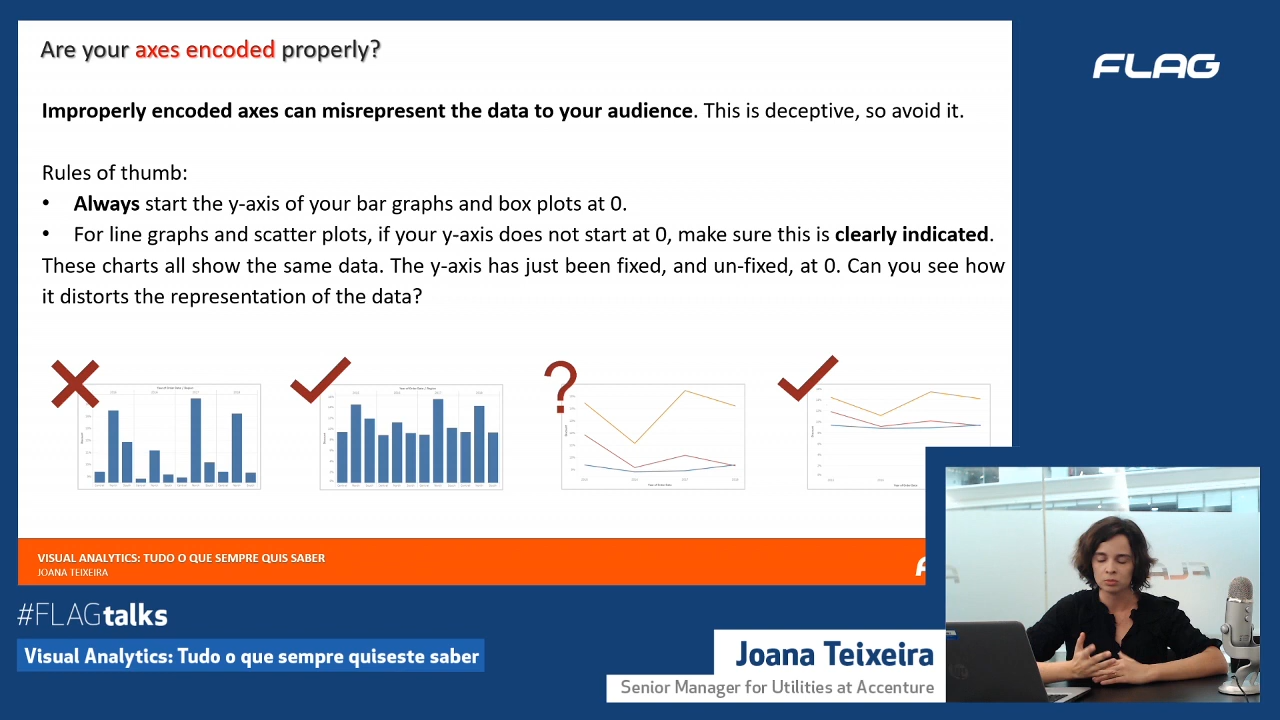 Are your axes encoded properly?
FLAG
Improperly encoded axes can misrepresent the data to your audience. This is deceptive, so avoid it.
Rules of thumb:
• Always start the y-axis of your bar graphs and box plots at 0.
• For line graphs and scatter plots, if your y-axis does not start at 0, make sure this is clearly indicated.
These charts all show the same data. The y-axis has just been fixed, and un-fixed, at 0. Can you see how
it distorts the representation of the data?
?
VISUAL ANALYTICS: TUDO O QUE SEMPRE QUIS SABER
JOANA TEIXEIRA
#FLAGtalks
Visual Analytics: Tudo o que sempre quiseste saber
Joana Teixeira
Senior Manager for Utilities at Accenture